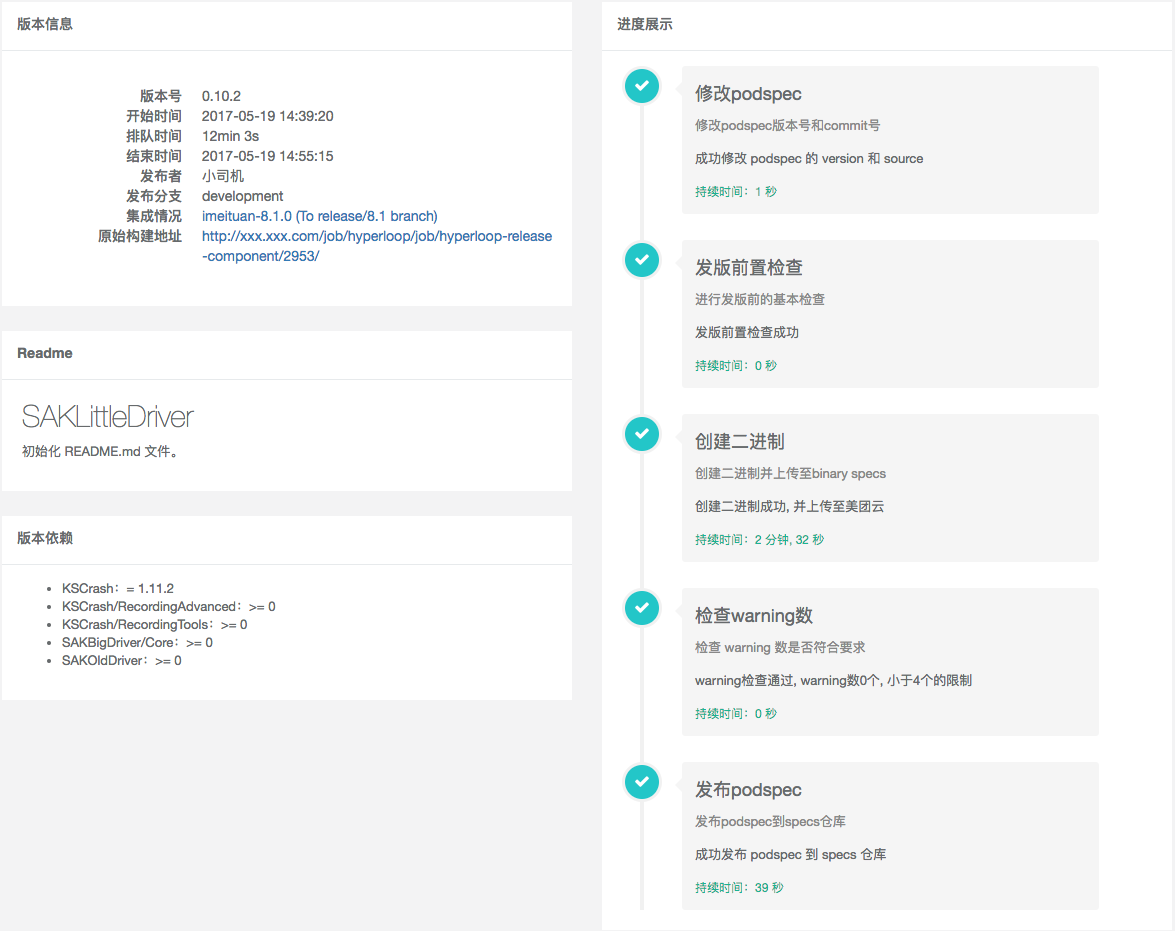 版本信息
版本号 0.10.2
开始时间 2017-05-19 14:39:20
排队时间 12min 3s
结束时间 2017-05-19 14:55:15
发布者 小司机
发布分支 development
集成情况 imeituan-8.1.0 (To release/8.1 branch)
原始构建地址 http://xxx.xxx.com/job/hyperloop/job/hyperloop-release
-component/2953/
Readme
SAKLittleDriver
初始化 README.md 文件。
版本依赖
• KSCrash：= 1.11.2
• KSCrash/RecordingAdvanced：>= 0
• KSCrash/RecordingTools：>= 0
• SAKBigDriver/Core：>= 0
• SAKOldDriver：>= 0
进度展示
修改podspec
修改podspec版本号和commit号
成功修改 podspec 的 version 和 source
持续时间：1 秒
发版前置检查
进行发版前的基本检查
发版前置检查成功
持续时间：0 秒
创建二进制
创建二进制并上传至binary specs
创建二进制成功, 并上传至美团云
持续时间：2 分钟, 32 秒
检查warning数
检查 warning 数是否符合要求
warning检查通过, warning数0个, 小于4个的限制
持续时间：0 秒
发布podspec
发布podspec到specs仓库
成功发布 podspec 到 specs 仓库
持续时间：39 秒